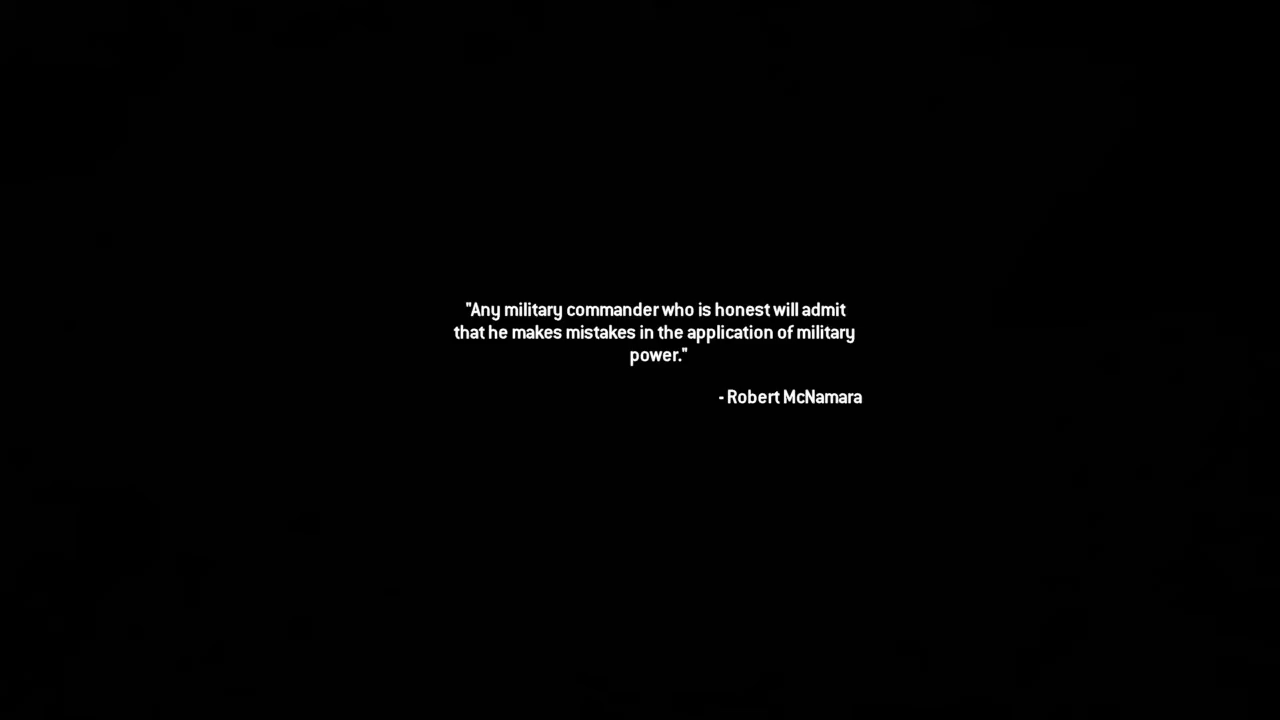 "Any military commander who is honest will admit
that he makes mistakes in the application of military
power."
- Robert McNamara